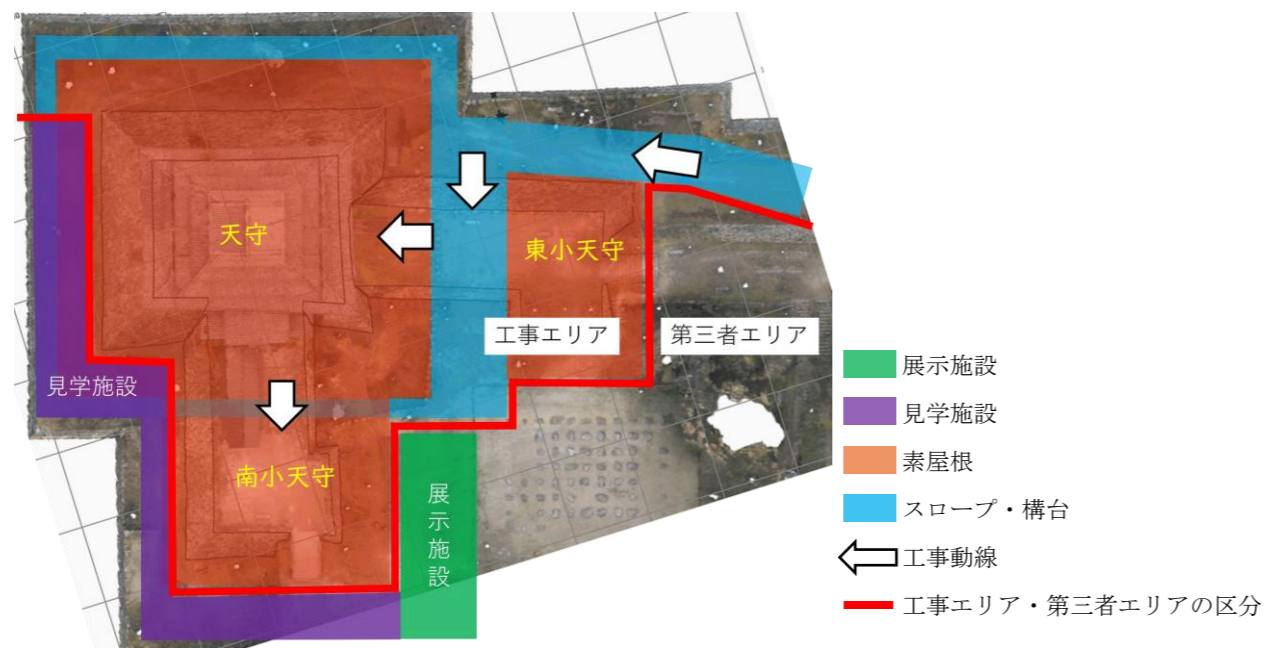 天守
東小天守
工事エリア
第三者エリア
見学施設
南小天守
展示施設
展示施設
見学施設
素屋根
スロープ・構台
工事動線
工事エリア・第三者エリアの区分